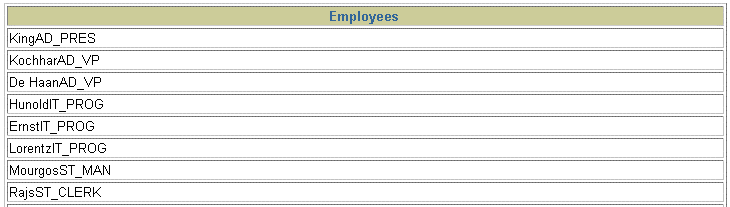 Employees
KingAD_PRES
KochharAD_VP
De HaanAD_VP
HunoldIT_PROG
ErnstIT_PROG
LorentzIT_PROG
MourgosST_MAN
RajsST_CLERK